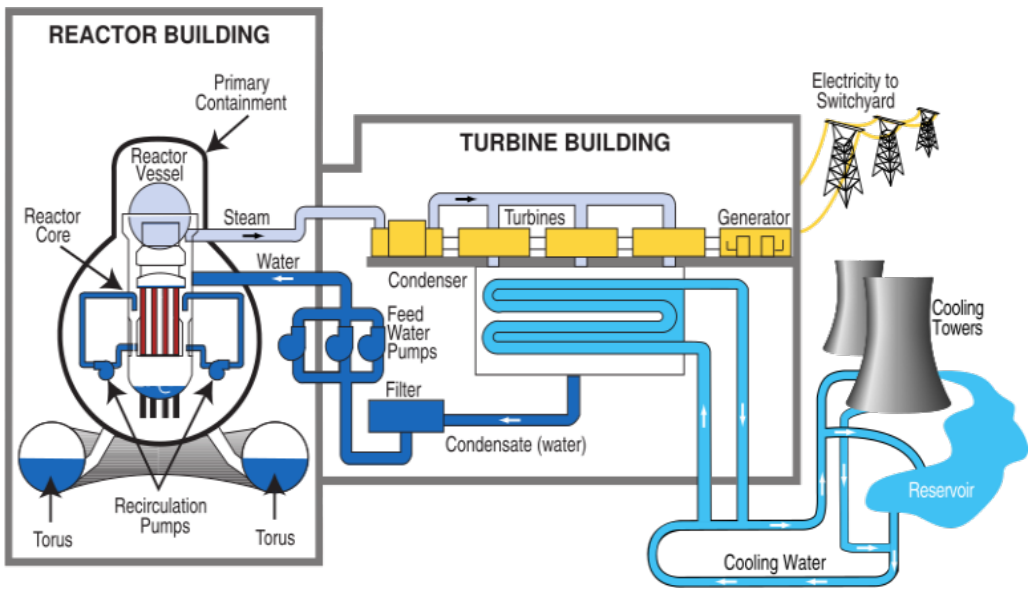 REACTOR BUILDING
Primary
Containment
Reactor
Vessel
Reactor
Core
Steam
Water
Recirculation
Pumps
Torus
Torus
TURBINE BUILDING
Turbines
Generator
Condenser
Feed
Water
Pumps
Filter
Condensate (water)
Electricity to
Switchyard
Cooling
Towers
Reservoir
Cooling Water